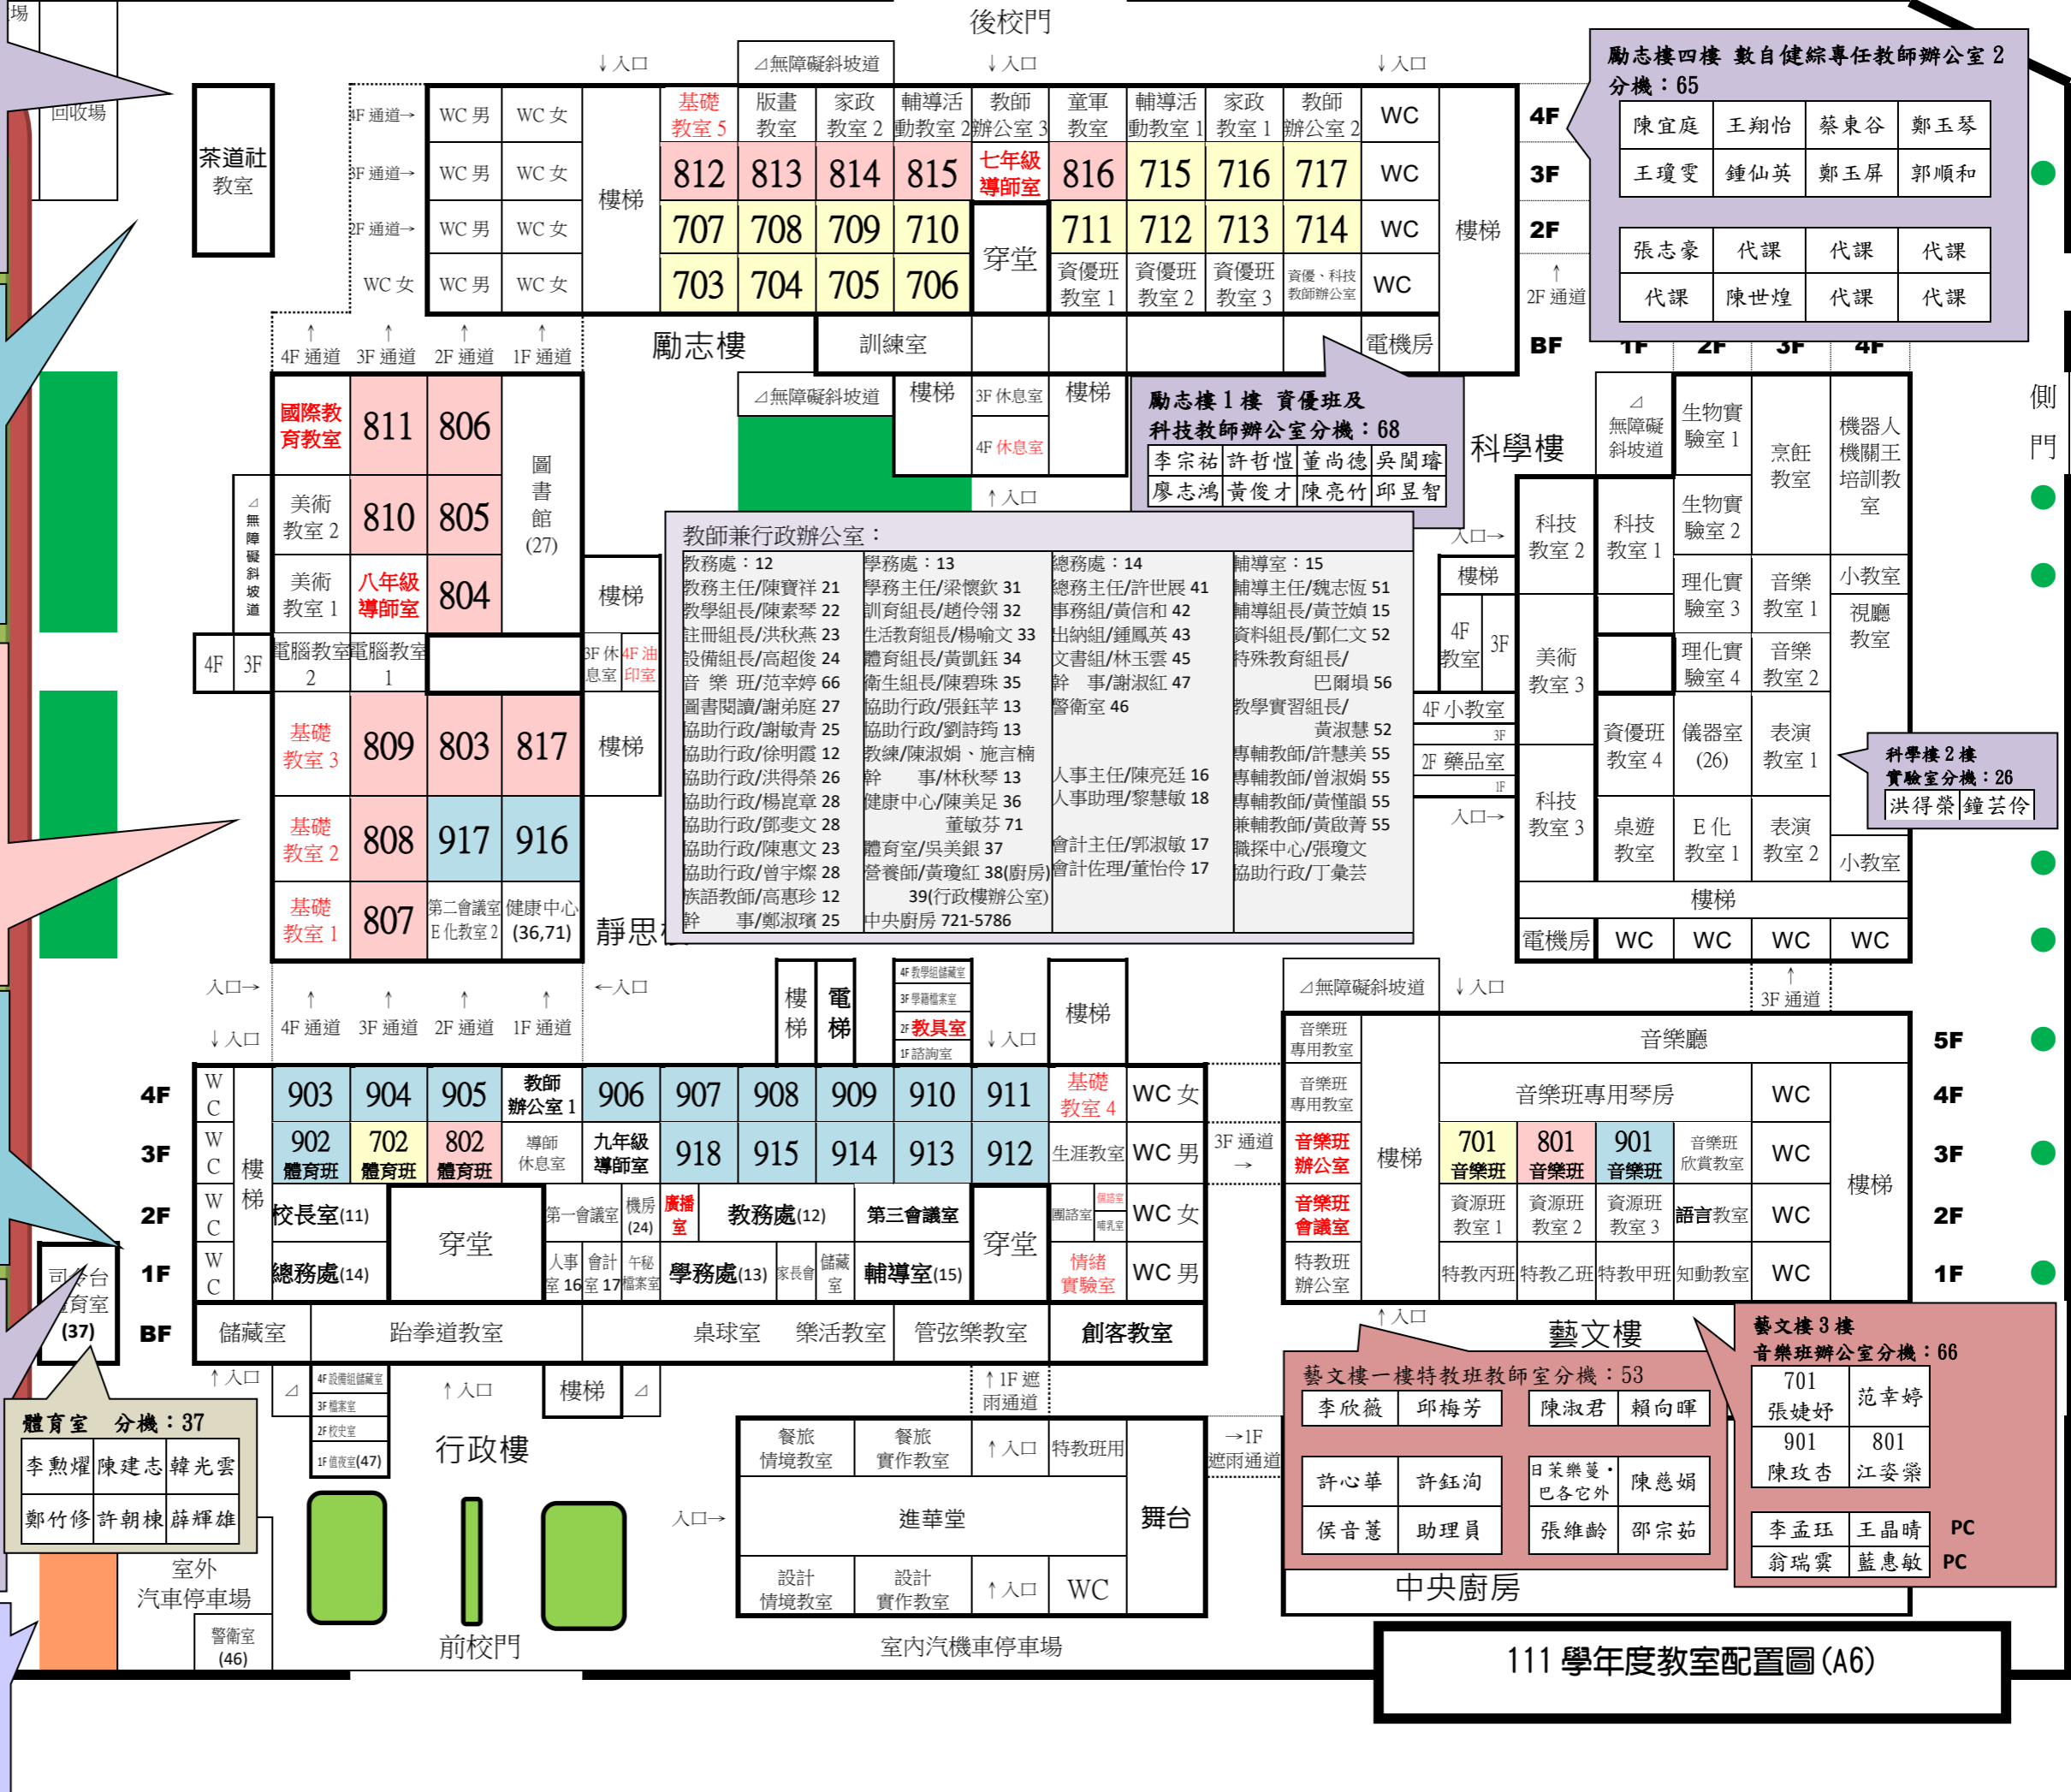 場
回收場
後校門
↓入口
⊿無障礙斜坡道
↓入口
↓入口
茶道社
教室
4F 通道→
WC 男
WC 女
樓梯
基礎
教室 5
版畫
教室
家政
教室 2
輔導活
動教室 2
教師
辦公室 3
童軍
教室
輔導活
動教室 1
家政
教室 1
教師
辦公室 2
WC
樓梯
4F
3F 通道→
WC 男
WC 女
812
813
814
815
七年級
導師室
816
715
716
717
WC
3F
2F 通道→
WC 男
WC 女
707
708
709
710
穿堂
711
712
713
714
WC
2F
WC 女
WC 男
WC 女
703
704
705
706
資優班
教室 1
資優班
教室 2
資優班
教室 3
資優、科技
教師辦公室
WC
↑
2F 通道
勵志樓
訓練室
電機房
BF
1F
2F
3F
4F
勵志樓四樓 數自健綜專任教師辦公室 2
分機：65
陳宜庭 王翔怡 蔡東谷 鄭玉琴
王瓊雯 鍾仙英 鄭玉屏 郭順和
張志豪 代課 代課 代課
代課 陳世煌 代課 代課
↑ ↑ ↑ ↑
4F 通道 3F 通道 2F 通道 1F 通道
⊿無障礙斜坡道
樓梯
3F 休息室
4F 休息室
樓梯
↑入口
勵志樓 1 樓 資優班及
科技教師辦公室分機：68
李宗祐 許哲愷 董尚德 吳閩璿
廖志鴻 黃俊才 陳亮竹 邱昱智
國際教
育教室
811
806
圖
書
館
(27)
⊿
無
障
礙
斜
坡
道
美術
教室 2
810
805
美術
教室 1
八年級
導師室
804
樓梯
4F
3F
電腦教室
2
電腦教室
1
3F 休
息室
4F 油
印室
基礎
教室 3
809
803
817
樓梯
基礎
教室 2
808
917
916
基礎
教室 1
807
第二會議室
E 化教室 2
健康中心
(36,71)
靜思
教師兼行政辦公室：
教務處：12
教務主任/陳寶祥 21
教學組長/陳素琴 22
註冊組長/洪秋燕 23
設備組長/高超俊 24
音 樂 班/范幸婷 66
圖書閱讀/謝弟庭 27
協助行政/謝敏青 25
協助行政/徐明霞 12
協助行政/洪得榮 26
協助行政/楊崑章 28
協助行政/鄧斐文 28
協助行政/陳惠文 23
協助行政/曾宇燦 28
族語教師/高惠珍 12
幹　　事/鄭淑瓊 25
學務處：13
學務主任/梁懷欽 31
訓育組長/趙伶翎 32
生活教育組長/楊喻文 33
體育組長/黃凱鈺 34
衛生組長/陳碧珠 35
協助行政/張鈺苹 13
協助行政/劉詩筠 13
教練/陳淑娟、施言楠
幹　　事/林秋琴 13
健康中心/陳美足 36
董敏芬 71
體育室/吳美銀 37
營養師/黃瓊紅 38(廚房)
39(行政樓辦公室)
中央廚房 721-5786
總務處：14
總務主任/許世展 41
事務組/黃信和 42
出納組/鍾鳳英 43
文書組/林玉雲 45
幹　事/謝淑紅 47
警衛室 46
人事主任/陳亮廷 16
人事助理/黎慧敏 18
會計主任/郭淑敏 17
會計佐理/董怡伶 17
輔導室：15
輔導主任/魏志恆 51
輔導組長/黃苙媜 15
資料組長/鄞仁文 52
特殊教育組長/
巴爾塤 56
教學實習組長/
黃淑慧 52
專輔教師/許慧美 55
專輔教師/曾淑娟 55
專輔教師/黃懂韻 55
兼輔教師/黃啟菁 55
職探中心/張瓊文
協助行政/丁彙芸
科學樓
⊿
無障礙
斜坡道
生物實
驗室 1
烹飪
教室
機器人
機關王
培訓教
室
入口→
科技
教室 2
科技
教室 1
生物實
驗室 2
樓梯
理化實
驗室 3
音樂
教室 1
小教室
視廳
教室
4F
教室
3F
美術
教室 3
理化實
驗室 4
音樂
教室 2
4F 小教室
3F
2F 藥品室
1F
資優班
教室 4
儀器室
(26)
表演
教室 1
入口→
科技
教室 3
桌遊
教室
E 化
教室 1
表演
教室 2
小教室
樓梯
電機房
WC
WC
WC
WC
科學樓 2 樓
實驗室分機：26
洪得榮 鐘芸伶
側
門
↑
3F 通道
入口→
↑ ↑ ↑ ↑
←入口
4F 通道 3F 通道 2F 通道 1F 通道
↓入口
樓
梯
電
梯
4F 教學組儲藏室
3F 學籍檔案室
2F 教具室
1F 諮詢室
↓入口
樓梯
⊿無障礙斜坡道
↓入口
4F
W
C
樓
梯
903
904
905
教師
辦公室 1
906
907
908
909
910
911
基礎
教室 4
WC 女
3F
W
C
902
體育班
702
體育班
802
體育班
導師
休息室
九年級
導師室
918
915
914
913
912
生涯教室
WC 男
3F 通道
→
2F
W
C
校長室(11)
穿堂
第一會議室
機房
(24)
廣播
室
教務處(12)
第三會議室
穿堂
團諮室
個諮室
哺乳室
WC 女
1F
W
C
總務處(14)
人事
室 16
會計
室 17
午秘
檔案室
學務處(13)
家長會
儲藏
室
輔導室(15)
情緒
實驗室
WC 男
BF
儲藏室
跆拳道教室
桌球室
樂活教室
管弦樂教室
創客教室
音樂班
專用教室
音樂廳
5F
音樂班
專用教室
樓梯
音樂班專用琴房
WC
樓梯
4F
音樂班
辦公室
701
音樂班
801
音樂班
901
音樂班
音樂班
欣賞教室
WC
3F
音樂班
會議室
資源班
教室 1
資源班
教室 2
資源班
教室 3
語言教室
WC
2F
特教班
辦公室
特教丙班
特教乙班
特教甲班
知動教室
WC
1F
↑入口
藝文樓
司令台
體育室
(37)
體育室　分機：37
李勲燿 陳建志 韓光雲
鄭竹修 許朝棟 薛輝雄
↑入口
⊿
4F 設備組儲藏室
3F 檔案室
2F 校史室
1F 值夜室(47)
↑入口
樓梯
⊿
行政樓
↑1F 遮
雨通道
餐旅
情境教室
餐旅
實作教室
↑入口
特教班用
舞台
→1F
遮雨通道
入口→
進華堂
設計
情境教室
設計
實作教室
↑入口
WC
藝文樓一樓特教班教師室分機：53
李欣薇 邱梅芳 陳淑君 賴向暉
許心華 許鈺洵 日茉樂蔓・
巴各它外 陳慈娟
侯音薏 助理員 張維齡 邵宗茹
藝文樓 3 樓
音樂班辦公室分機：66
701
張婕妤
范幸婷
901
陳玫杏
801
江姿滎
李孟珏 王晶晴 PC
翁瑞霙 藍惠敏 PC
中央廚房
室外
汽車停車場
警衛室
(46)
前校門
室內汽機車停車場
111 學年度教室配置圖(A6)